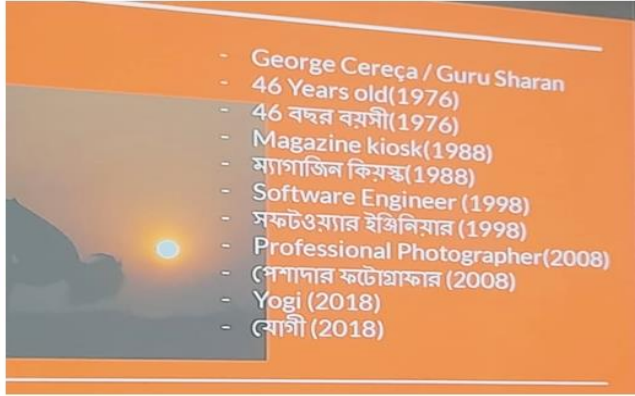 - George Cereça / Guru Sharan
- 46 Years old(1976)
- 46 বছর বয়সী(1976)
- Magazine kiosk(1988)
- ম্যাগাজিন কিয়স্ক(1988)
- Software Engineer (1998)
- সফটওয়্যার ইঞ্জিনিয়ার (1998)
- Professional Photographer(2008)
- পেশাদার ফটোগ্রাফার (2008)
- Yogi (2018)
- যোগী (2018)